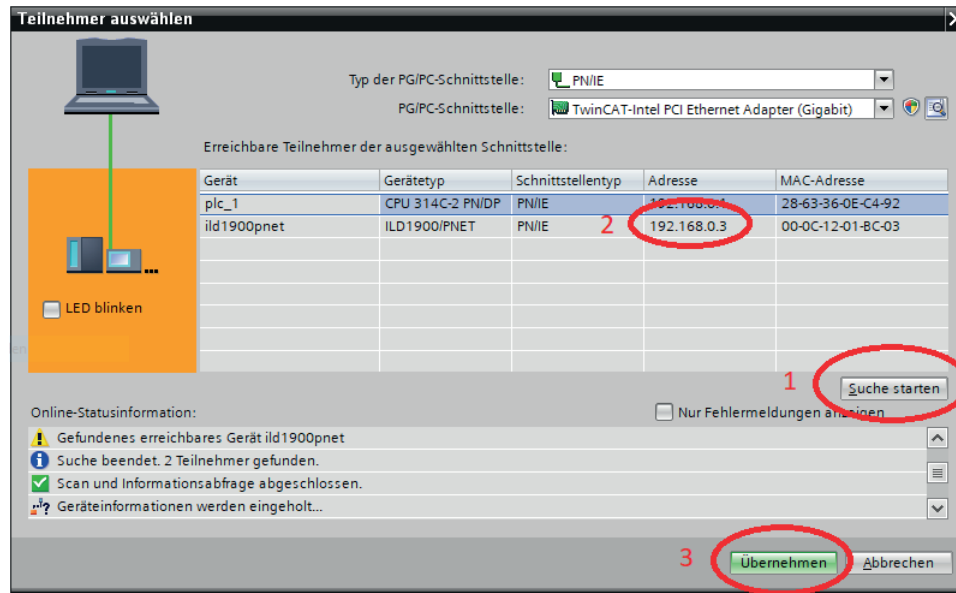 Teilnehmer auswählen
Typ der PG/PC-Schnittstelle: PN/IE
PG/PC-Schnittstelle: TwinCAT-Intel PCI Ethernet Adapter (Gigabit)
Erreichbare Teilnehmer der ausgewählten Schnittstelle:
Gerät Gerätetyp Schnittstellentyp Adresse MAC-Adresse
plc_1 CPU 314C-2 PN/DP PN/IE 192.168.0.1 28-63-36-0E-C4-92
ild1900pnet ILD1900/PNET PN/IE 2 192.168.0.3 00-0C-12-01-BC-03
LED blinken
1 Suche starten
Online-Statusinformation: Nur Fehlermeldungen anzeigen
Gefundenes erreichbares Gerät ild1900pnet
Suche beendet. 2 Teilnehmer gefunden.
Scan und Informationsabfrage abgeschlossen.
Geräteinformationen werden eingeholt...
3 Übernehmen Abbrechen